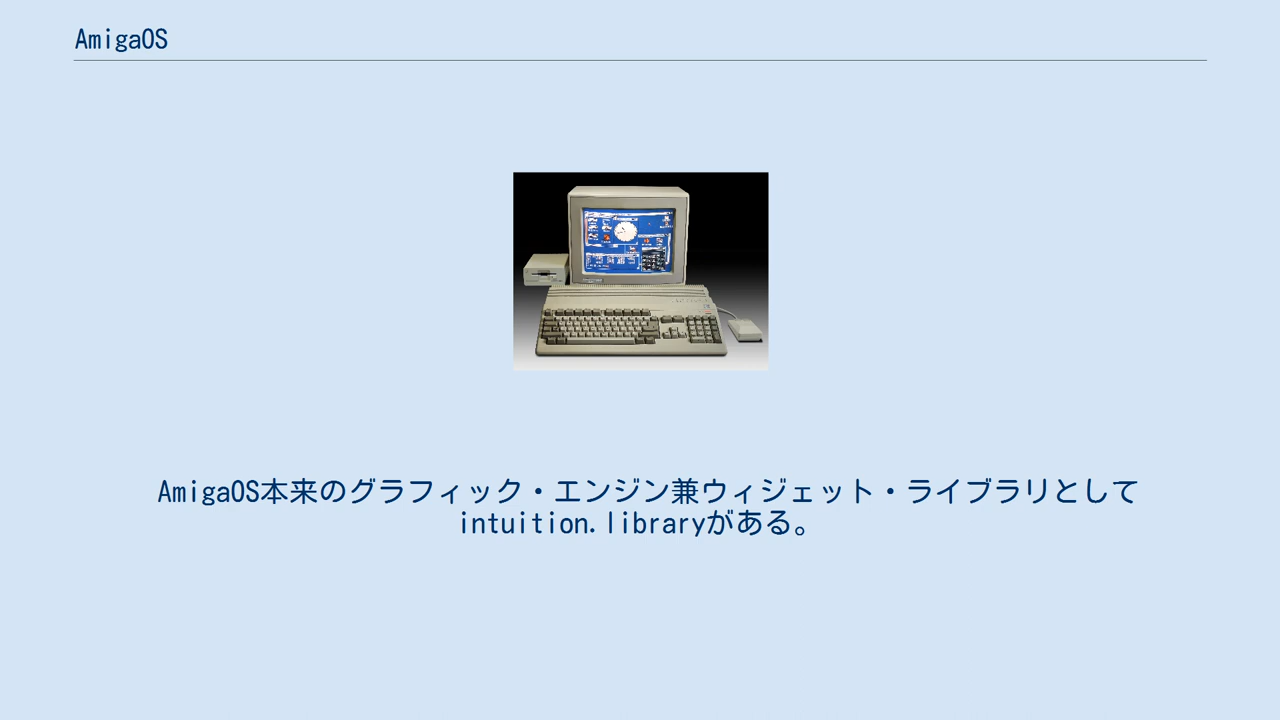 AmigaOS
AmigaOS本来のグラフィック・エンジン兼ウィジェット・ライブラリとして
intuition.libraryがある。